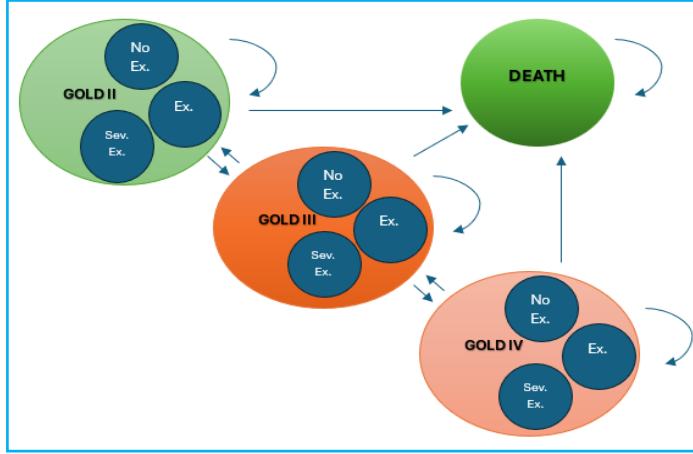 No
Ex.
GOLD II
Ex.
Sev.
Ex.
DEATH
No
Ex.
GOLD III
Ex.
Sev.
Ex.
No
Ex.
GOLD IV
Ex.
Sev.
Ex.